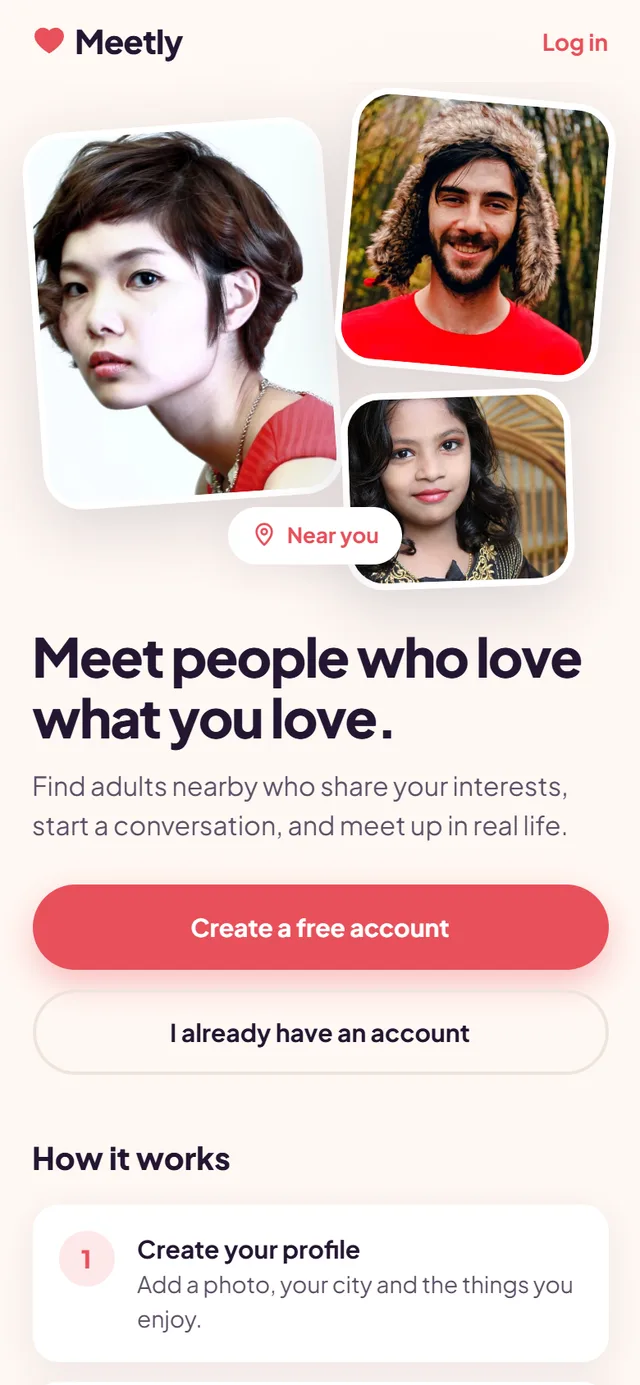 Meetly
Log in
Near you
Meet people who love
what you love.
Find adults nearby who share your interests,
start a conversation, and meet up in real life.
Create a free account
I already have an account
How it works
1
Create your profile
Add a photo, your city and the things you
enjoy.